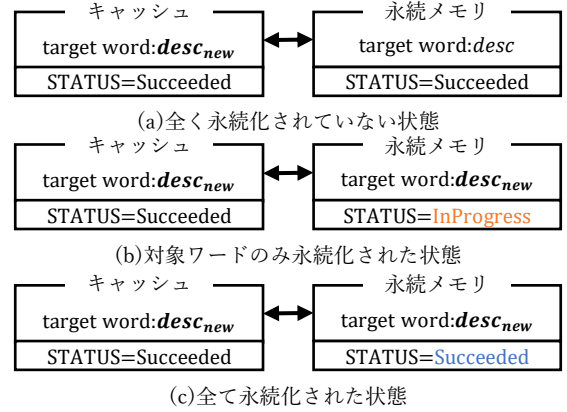 キャッシュ 永続メモリ
target word:desc_new target word:desc
STATUS=Succeeded STATUS=Succeeded
(a)全く永続化されていない状態
キャッシュ 永続メモリ
target word:desc_new target word:desc_new
STATUS=Succeeded STATUS=InProgress
(b)対象ワードのみ永続化された状態
キャッシュ 永続メモリ
target word:desc_new target word:desc_new
STATUS=Succeeded STATUS=Succeeded
(c)全て永続化された状態